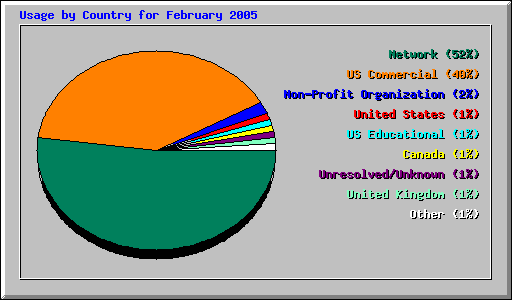 Usage by Country for February 2005
Network (52%)
US Commercial (40%)
Non-Profit Organization (2%)
United States (1%)
US Educational (1%)
Canada (1%)
Unresolved/Unknown (1%)
United Kingdom (1%)
Other (1%)